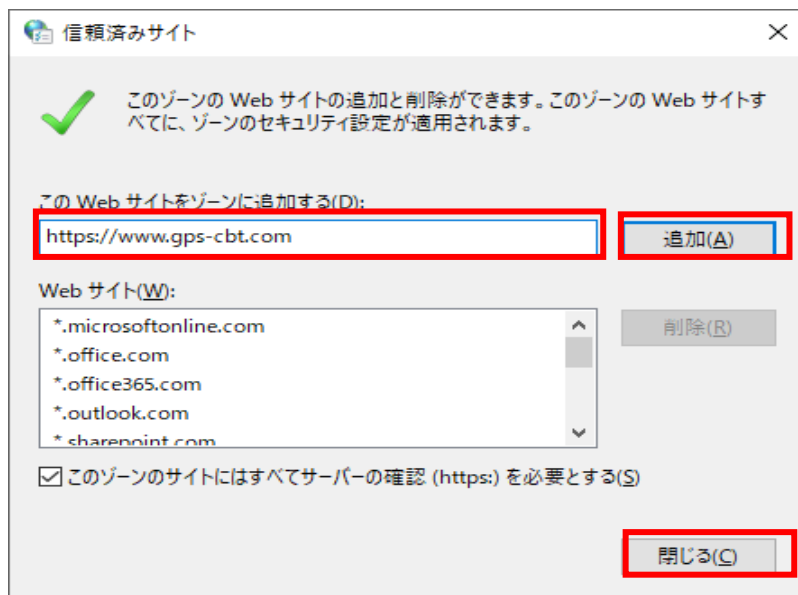 信頼済みサイト
このゾーンの Web サイトの追加と削除ができます。このゾーンの Web サイトす
べてに、ゾーンのセキュリティ設定が適用されます。
この Web サイトをゾーンに追加する(D):
https://www.gps-cbt.com
追加(A)
Web サイト(W):
*.microsoftonline.com
*.office.com
*.office365.com
*.outlook.com
*.sharepoint.com
削除(R)
このゾーンのサイトにはすべてサーバーの確認 (https:) を必要とする(S)
閉じる(C)